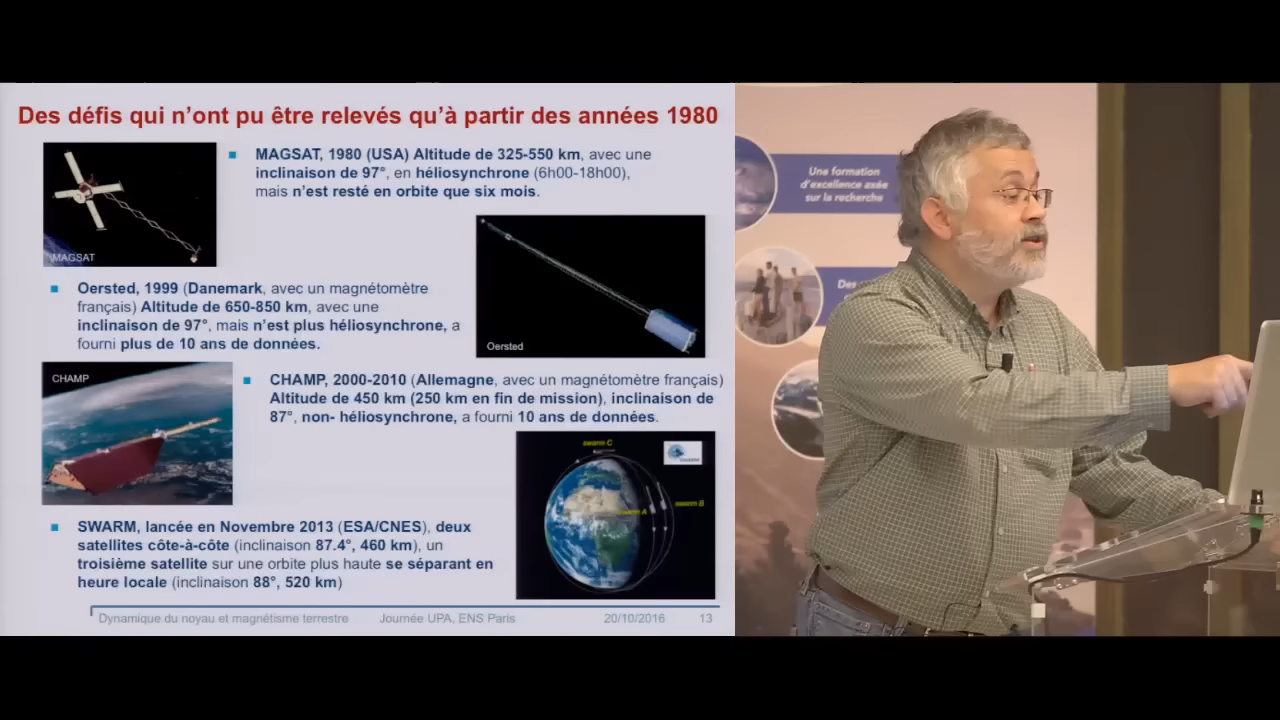 Des défis qui n'ont pu être relevés qu'à partir des années 1980
MAGSAT
■ MAGSAT, 1980 (USA) Altitude de 325-550 km, avec une
inclinaison de 97°, en héliosynchrone (6h00-18h00),
mais n'est resté en orbite que six mois.
■ Oersted, 1999 (Danemark, avec un magnétomètre
français) Altitude de 650-850 km, avec une
inclinaison de 97°, mais n'est plus héliosynchrone, a
fourni plus de 10 ans de données.
Oersted
CHAMP
■ CHAMP, 2000-2010 (Allemagne, avec un magnétomètre français)
Altitude de 450 km (250 km en fin de mission), inclinaison de
87°, non- héliosynchrone, a fourni 10 ans de données.
■ SWARM, lancée en Novembre 2013 (ESA/CNES), deux
satellites côte-à-côte (inclinaison 87.4°, 460 km), un
troisième satellite sur une orbite plus haute se séparant en
heure locale (inclinaison 88°, 520 km)
swarm C
swarm B
swarm A
Dynamique du noyau et magnétisme terrestre Journée UPA, ENS Paris 20/10/2016 13
Une formation
d'excellence axée
sur la recherche
Des